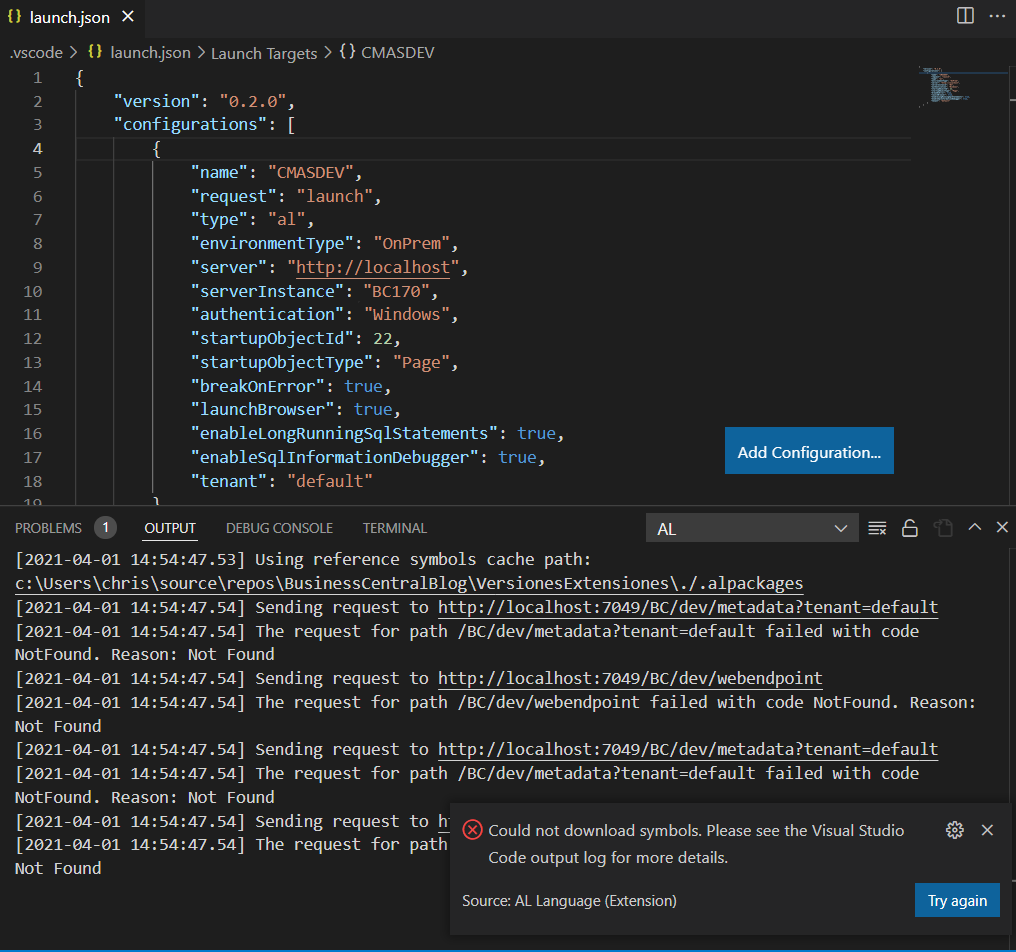 {} launch.json ×
.vscode > {} launch.json > Launch Targets > {} CMASDEV
1 {
2 "version": "0.2.0",
3 "configurations": [
4 {
5 "name": "CMASDEV",
6 "request": "launch",
7 "type": "al",
8 "environmentType": "OnPrem",
9 "server": "http://localhost",
10 "serverInstance": "BC170",
11 "authentication": "Windows",
12 "startupObjectId": 22,
13 "startupObjectType": "Page",
14 "breakOnError": true,
15 "launchBrowser": true,
16 "enableLongRunningSqlStatements": true,
17 "enableSqlInformationDebugger": true,
18 "tenant": "default"
19 }
Add Configuration...
PROBLEMS 1 OUTPUT DEBUG CONSOLE TERMINAL AL
[2021-04-01 14:54:47.53] Using reference symbols cache path:
c:\Users\chris\source\repos\BusinessCentralBlog\VersionesExtensiones\./.alpackages
[2021-04-01 14:54:47.54] Sending request to http://localhost:7049/BC/dev/metadata?tenant=default
[2021-04-01 14:54:47.54] The request for path /BC/dev/metadata?tenant=default failed with code
NotFound. Reason: Not Found
[2021-04-01 14:54:47.54] Sending request to http://localhost:7049/BC/dev/webendpoint
[2021-04-01 14:54:47.54] The request for path /BC/dev/webendpoint failed with code NotFound. Reason:
Not Found
[2021-04-01 14:54:47.54] Sending request to http://localhost:7049/BC/dev/metadata?tenant=default
[2021-04-01 14:54:47.54] The request for path /BC/dev/metadata?tenant=default failed with code
NotFound. Reason: Not Found
[2021-04-01 14:54:47.54] Sending request to
[2021-04-01 14:54:47.54] The request for path
Not Found
Could not download symbols. Please see the Visual Studio
Code output log for more details.
Source: AL Language (Extension)
Try again